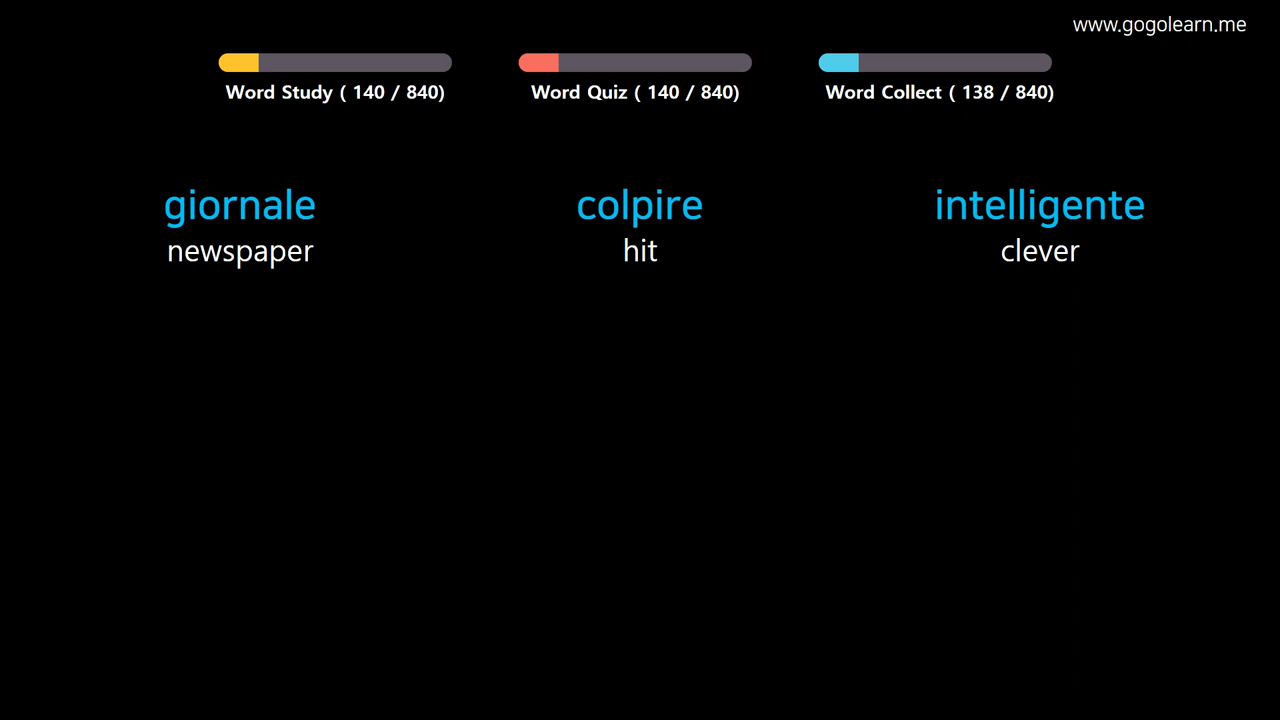 www.gogolearn.me
Word Study ( 140 / 840)
Word Quiz ( 140 / 840)
Word Collect ( 138 / 840)
giornale
newspaper
colpire
hit
intelligente
clever